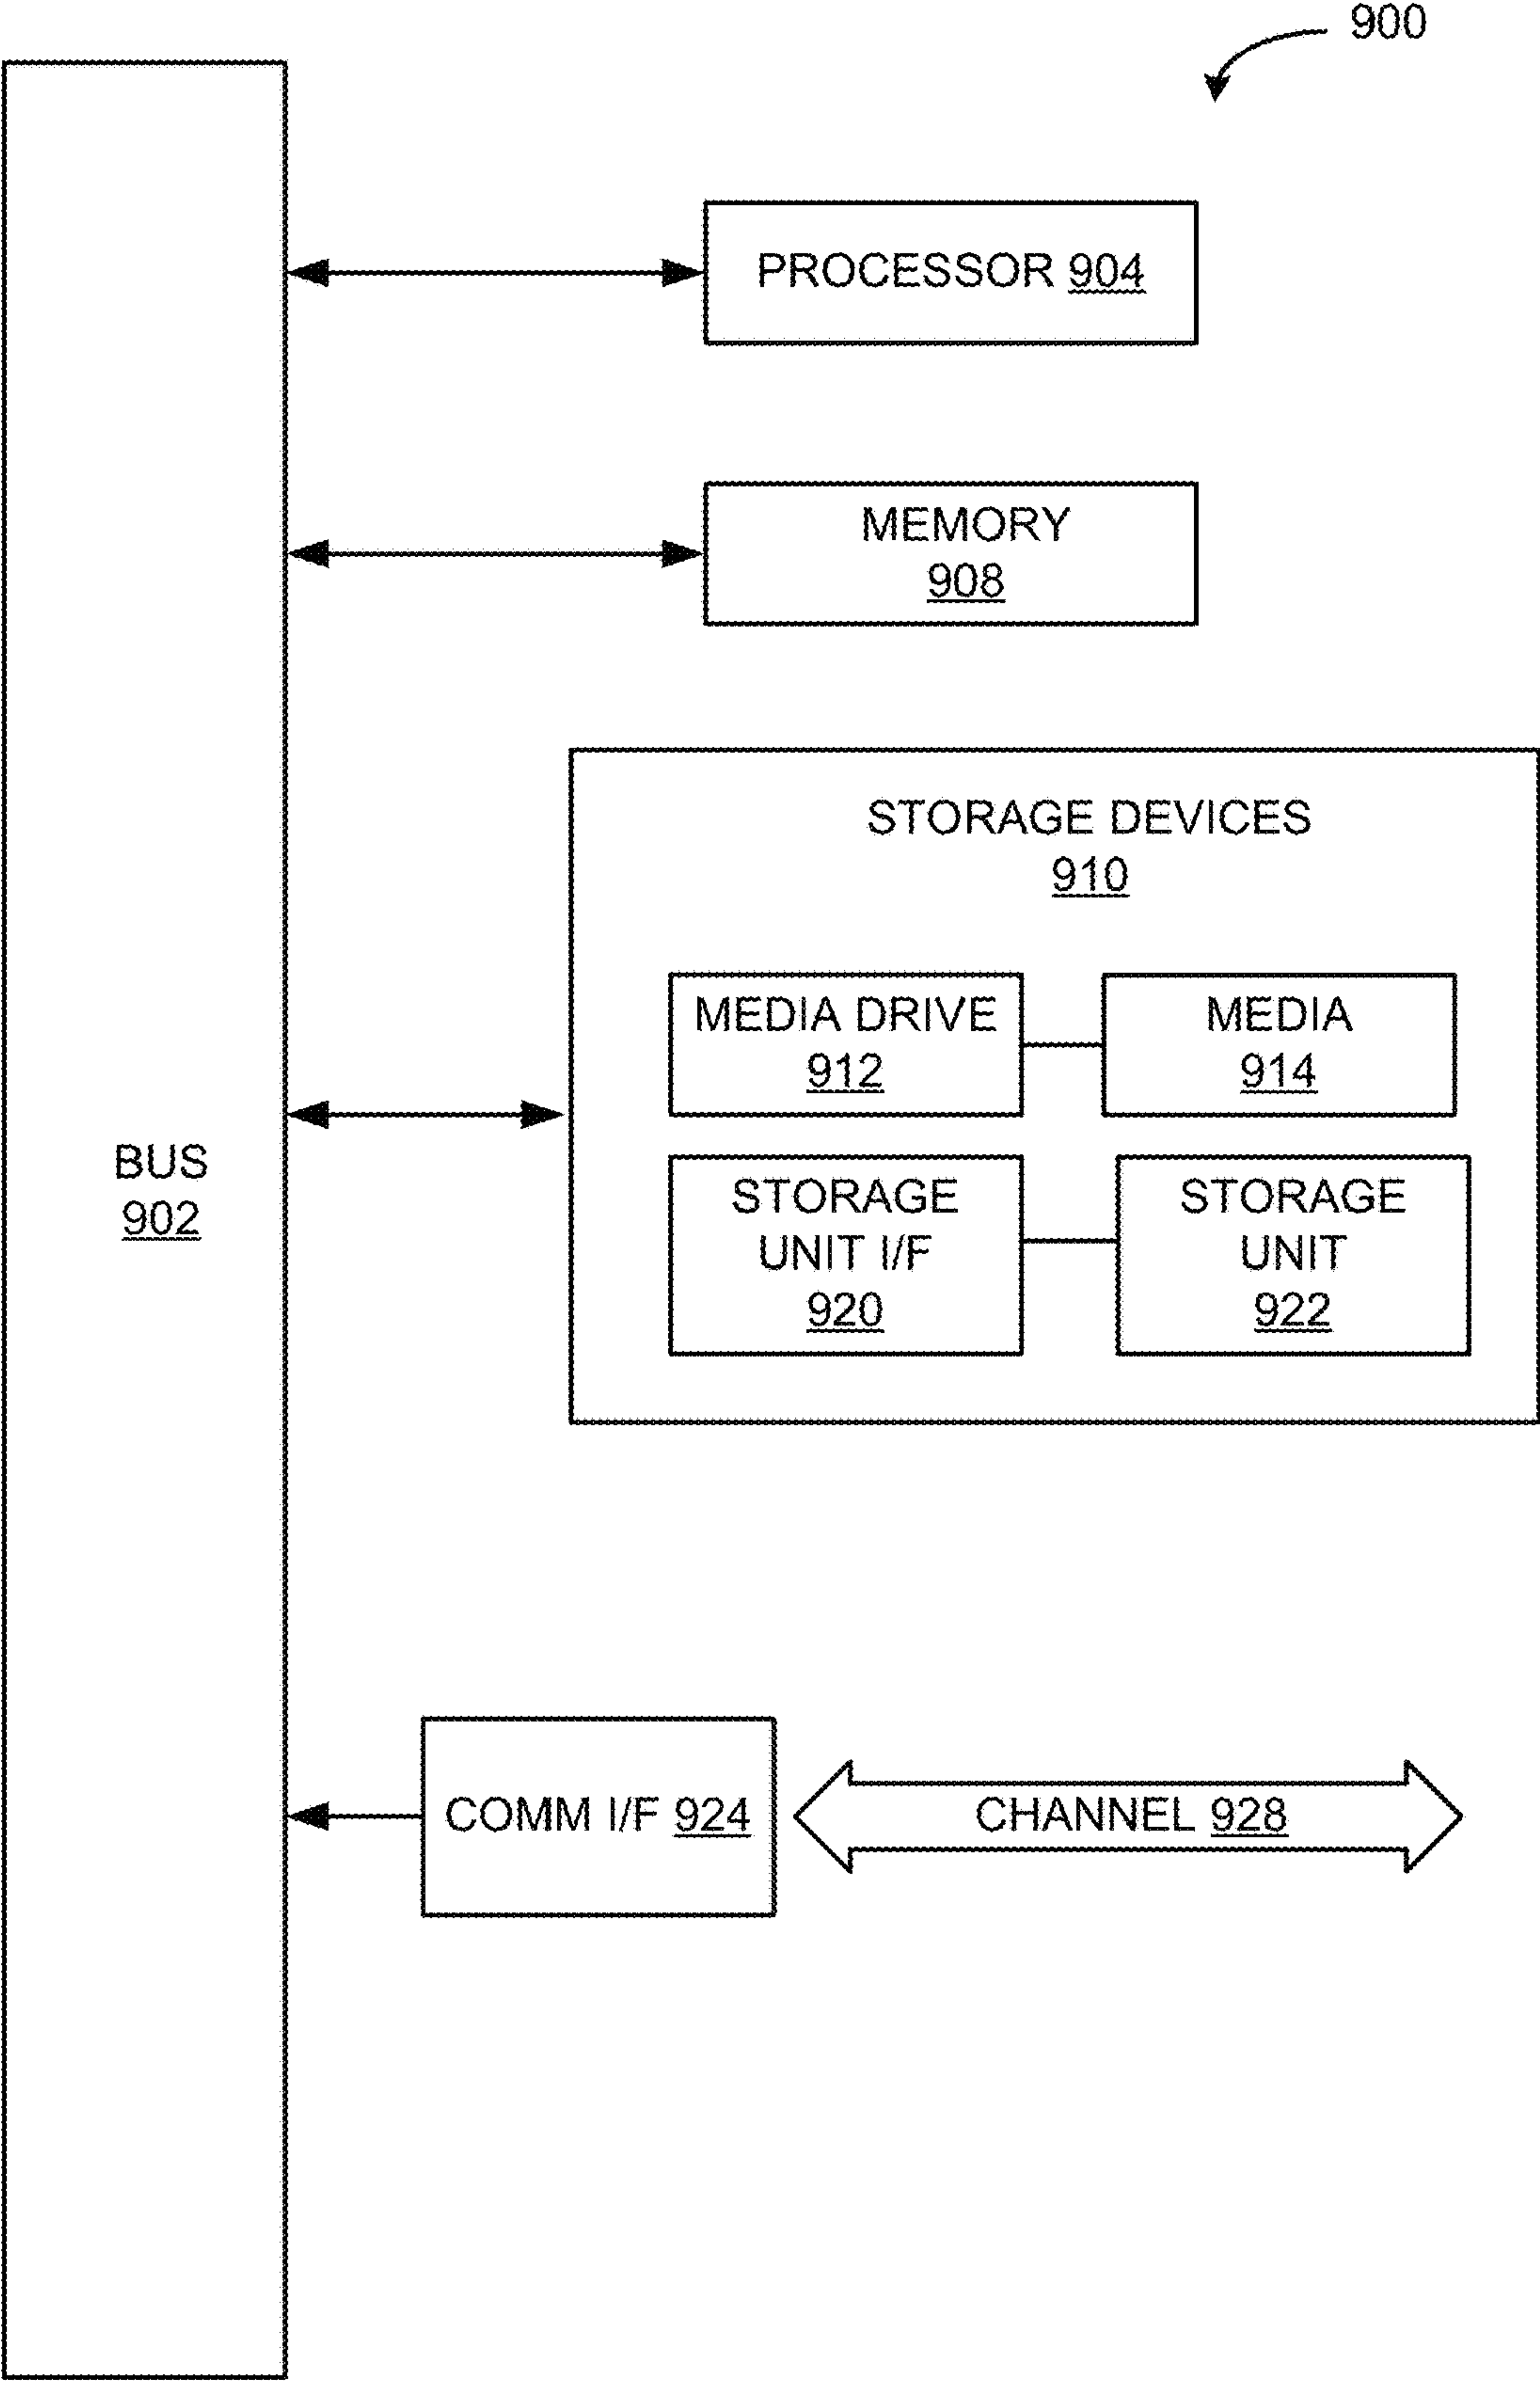 900
PROCESSOR 904
MEMORY
908
STORAGE DEVICES
910
MEDIA DRIVE
912
MEDIA
914
BUS
902
STORAGE
UNIT I/F
920
STORAGE
UNIT
922
COMM I/F 924
CHANNEL 928